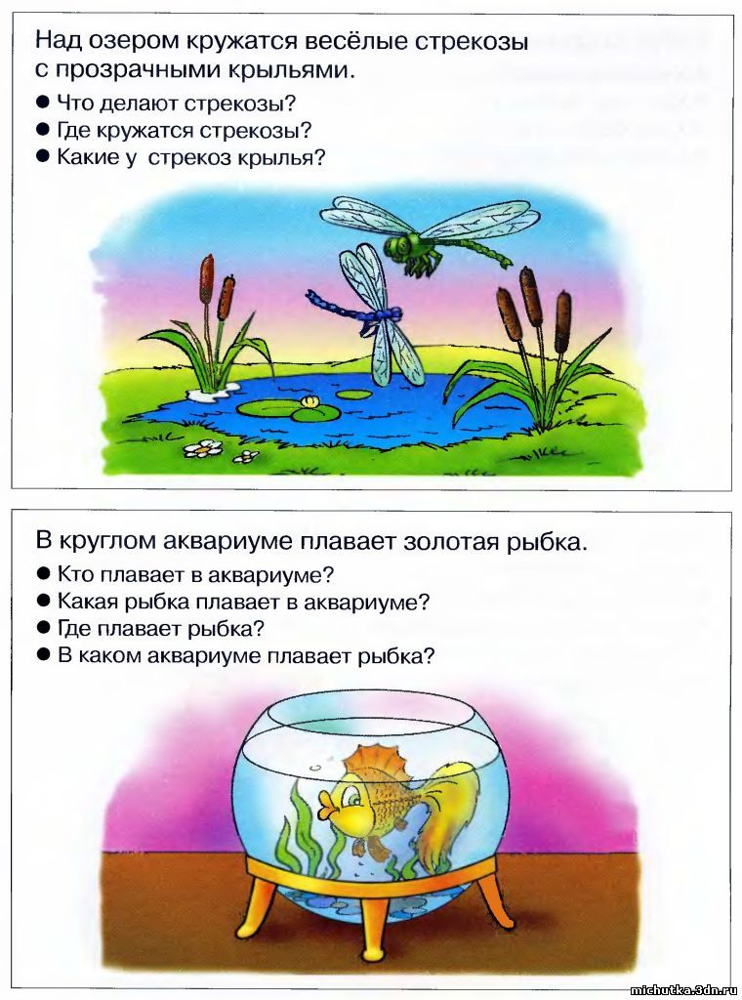 Над озером кружатся весёлые стрекозы
с прозрачными крыльями.
● Что делают стрекозы?
● Где кружатся стрекозы?
● Какие у стрекоз крылья?
В круглом аквариуме плавает золотая рыбка.
● Кто плавает в аквариуме?
● Какая рыбка плавает в аквариуме?
● Где плавает рыбка?
● В каком аквариуме плавает рыбка?
michutka.3dn.ru